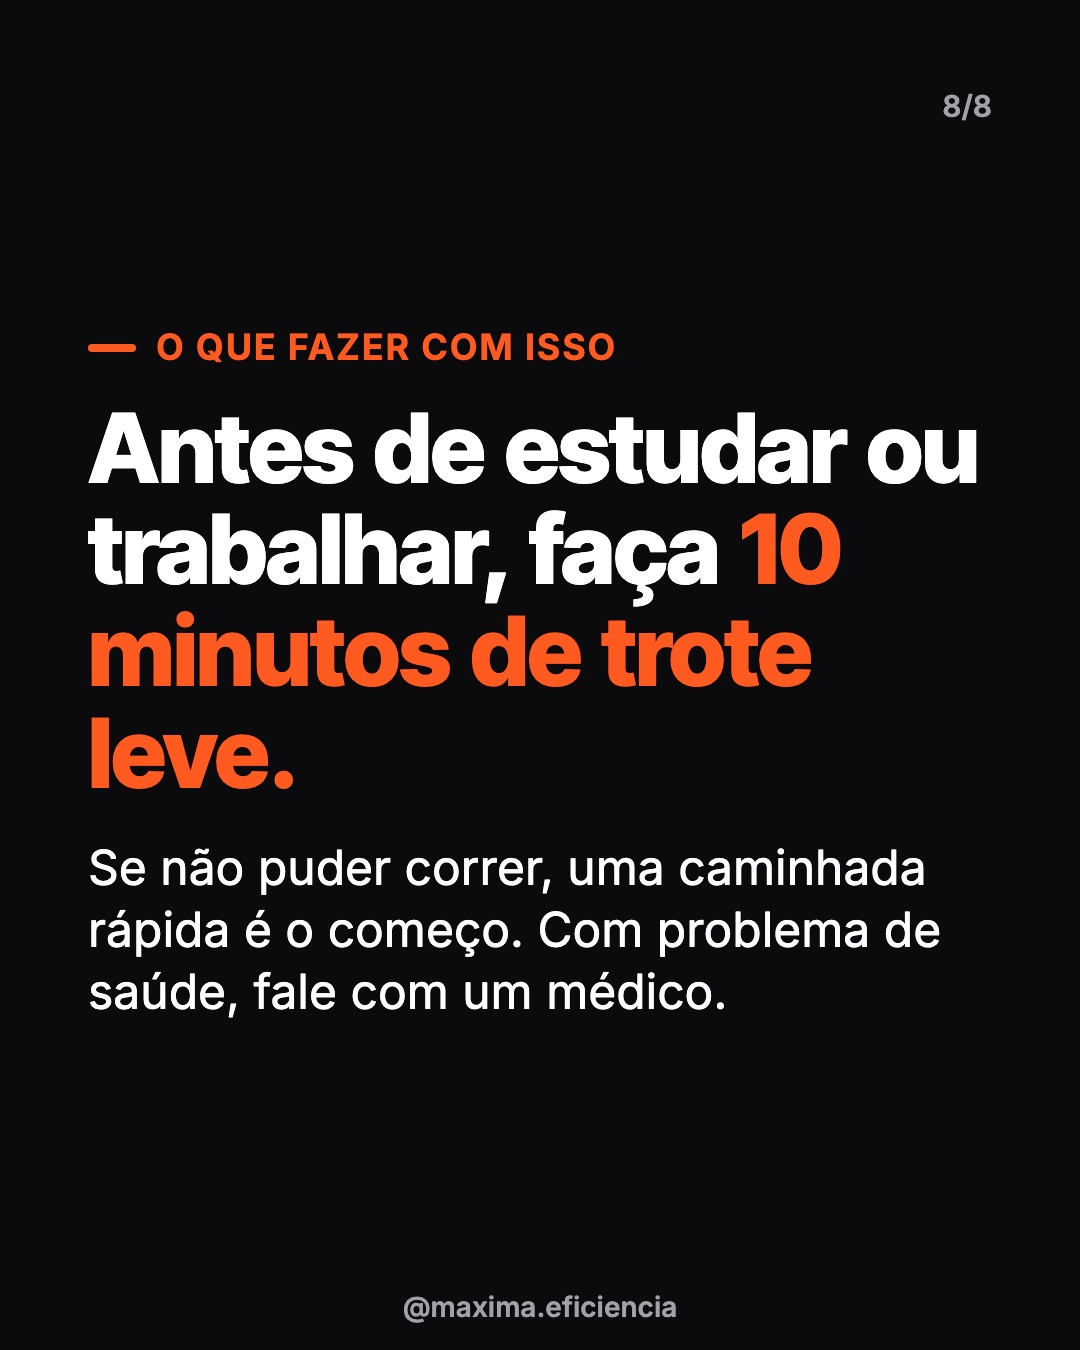 8/8
O QUE FAZER COM ISSO
Antes de estudar ou
trabalhar, faça 10
minutos de trote
leve.
Se não puder correr, uma caminhada
rápida é o começo. Com problema de
saúde, fale com um médico.
@maxima.eficiencia